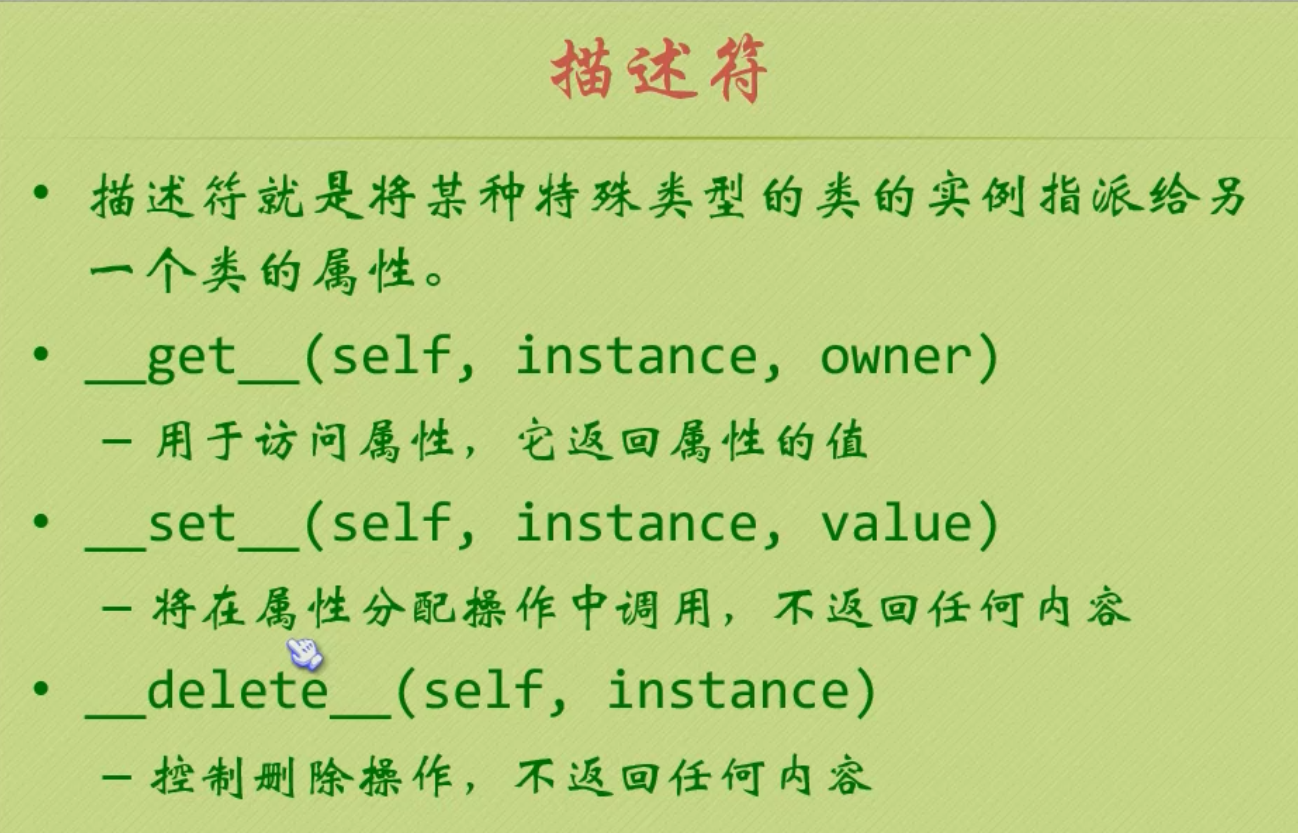 描述符
• 描述符就是将某种特殊类型的类的实例指派给另
一个类的属性。
• __get__(self, instance, owner)
– 用于访问属性，它返回属性的值
• __set__(self, instance, value)
– 将在属性分配操作中调用，不返回任何内容
• __delete__(self, instance)
– 控制删除操作，不返回任何内容